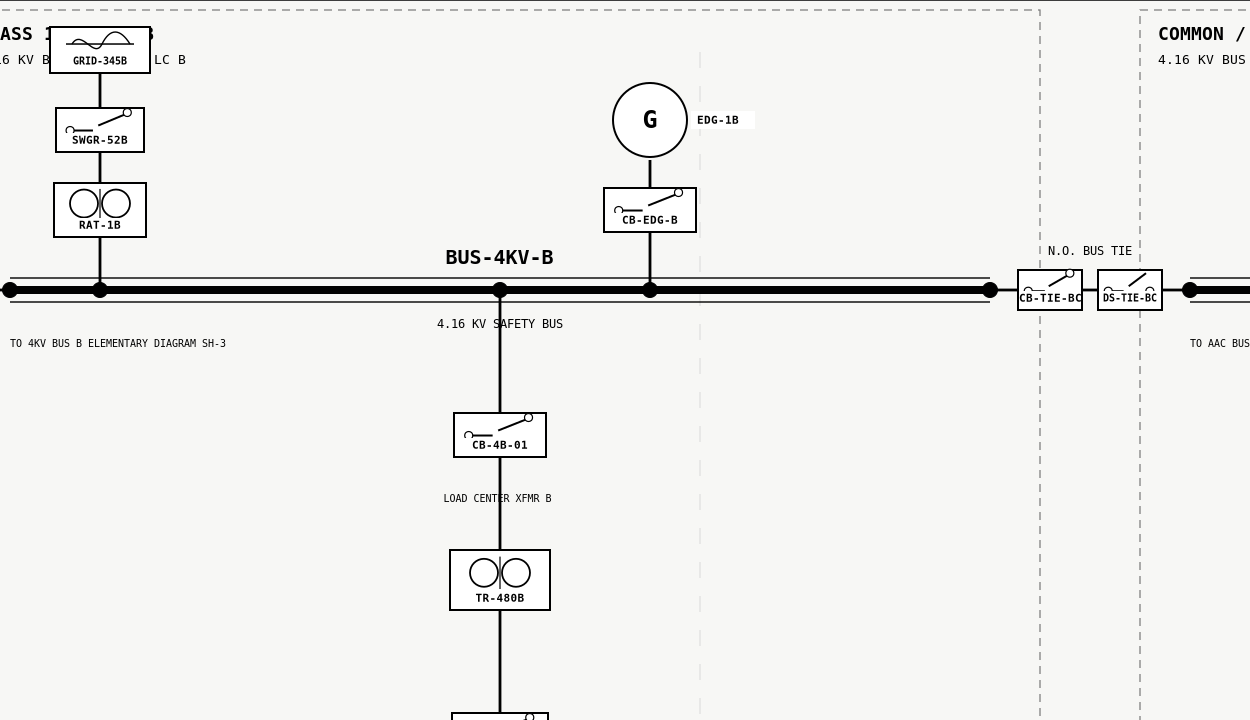 ASS 1
COMMON /
GRID-345B
LC B
4.16 KV BUS
SWGR-52B
EDG-1B
G
RAT-1B
CB-EDG-B
BUS-4KV-B
N.O. BUS TIE
CB-TIE-BC
DS-TIE-BC
4.16 KV SAFETY BUS
TO 4KV BUS B ELEMENTARY DIAGRAM SH-3
TO AAC BUS
CB-4B-01
LOAD CENTER XFMR B
TR-480B